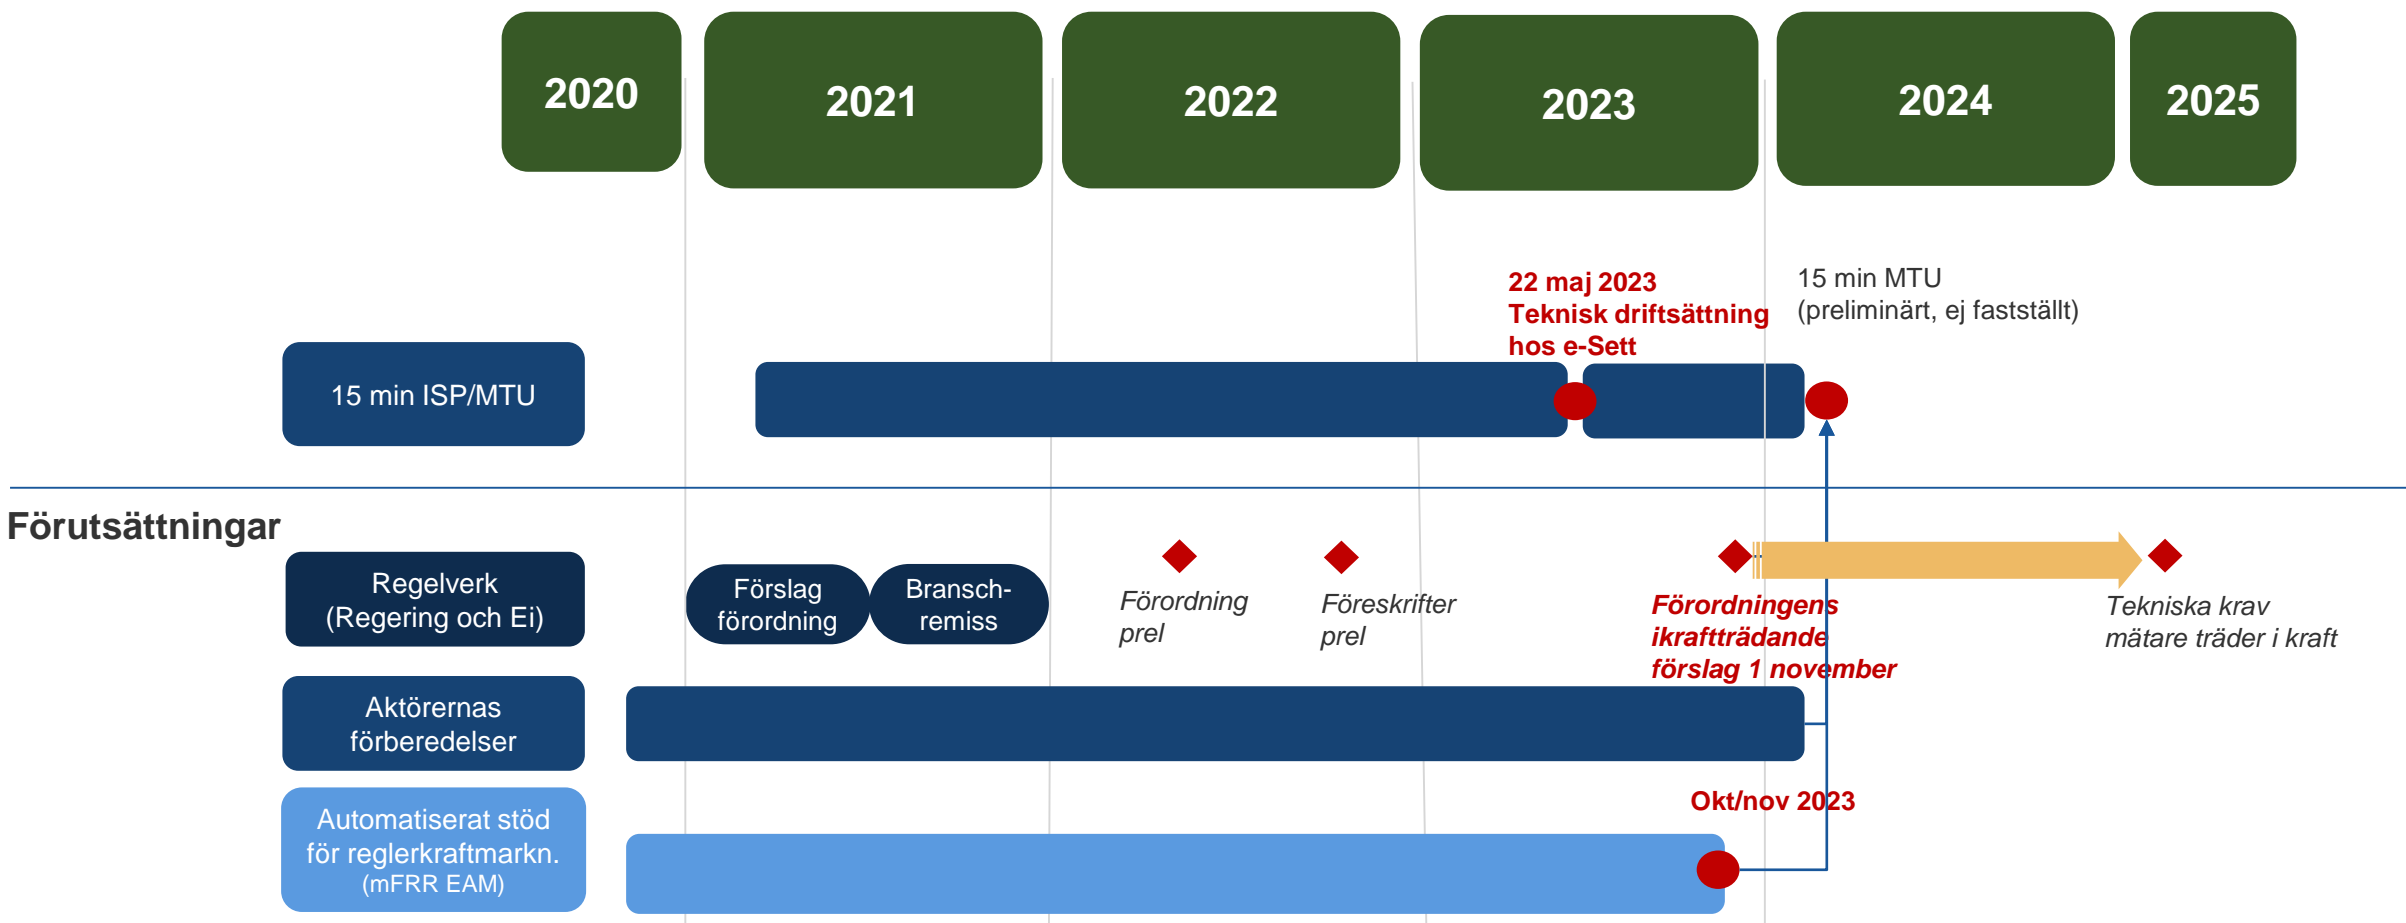 2020
2021
2022
2023
2024
2025
22 maj 2023
Teknisk driftsättning
hos e-Sett
15 min MTU
(preliminärt, ej fastställt)
15 min ISP/MTU
Förutsättningar
Regelverk
(Regering och Ei)
Förslag
förordning
Bransch-
remiss
Förordning
prel
Föreskrifter
prel
Förordningens
ikraftträdande
förslag 1 november
Tekniska krav
mätare träder i kraft
Aktörernas
förberedelser
Okt/nov 2023
Automatiserat stöd
för reglerkraftmarkn.
(mFRR EAM)